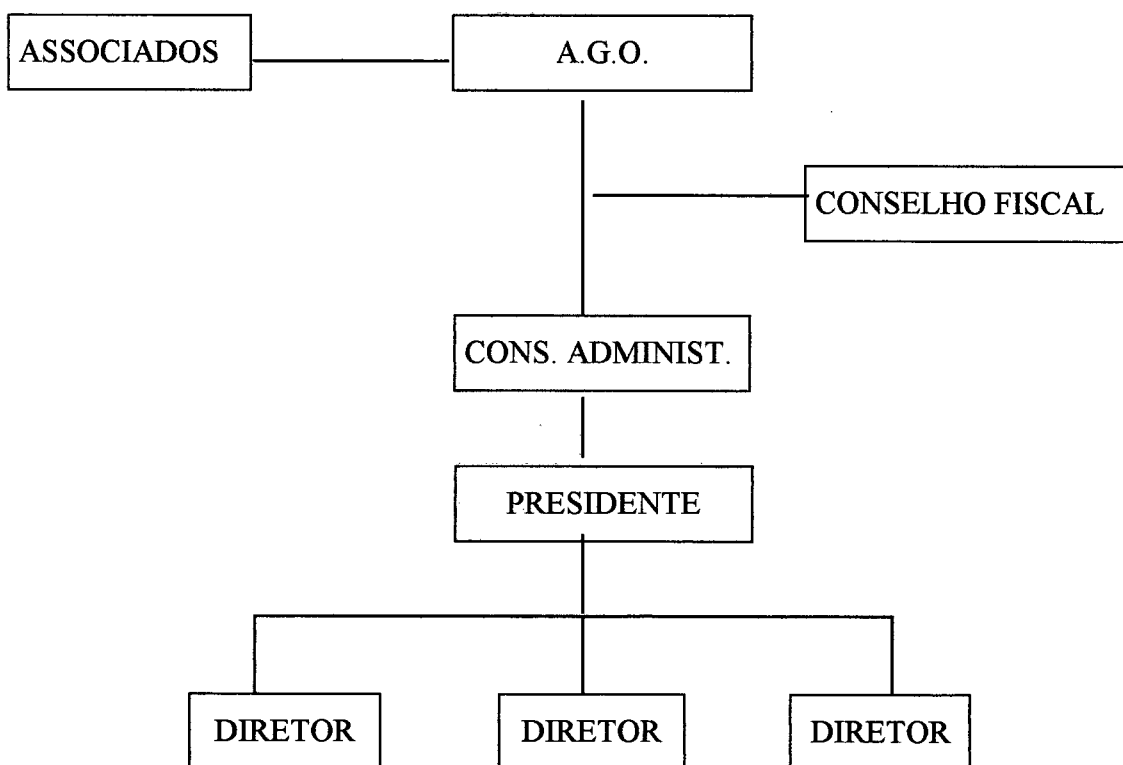 ASSOCIADOS
A.G.O.
CONSELHO FISCAL
CONS. ADMINIST.
PRESIDENTE
DIRETOR
DIRETOR
DIRETOR